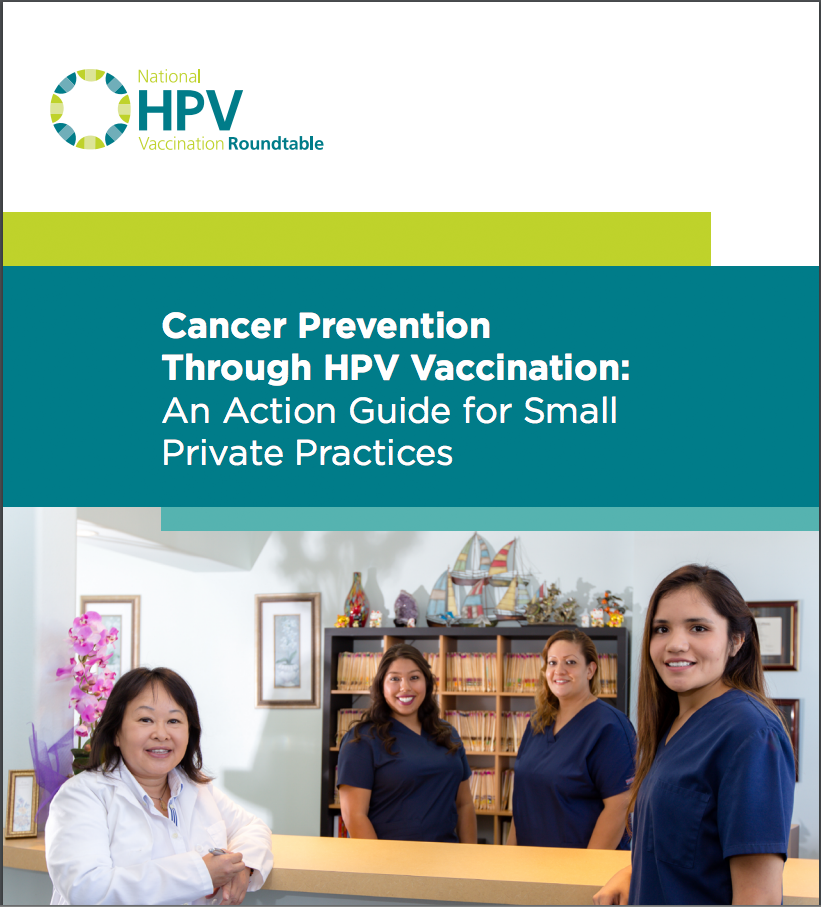 National
HPV
Vaccination Roundtable
Cancer Prevention
Through HPV Vaccination:
An Action Guide for Small
Private Practices